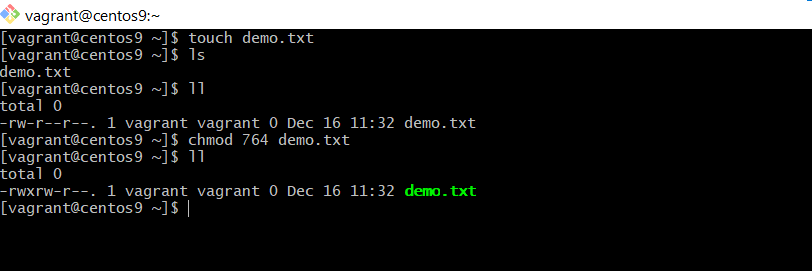 vagrant@centos9:~
[vagrant@centos9 ~]$ touch demo.txt
[vagrant@centos9 ~]$ ls
demo.txt
[vagrant@centos9 ~]$ ll
total 0
-rw-r--r--. 1 vagrant vagrant 0 Dec 16 11:32 demo.txt
[vagrant@centos9 ~]$ chmod 764 demo.txt
[vagrant@centos9 ~]$ ll
total 0
-rwxrw-r--. 1 vagrant vagrant 0 Dec 16 11:32 demo.txt
[vagrant@centos9 ~]$